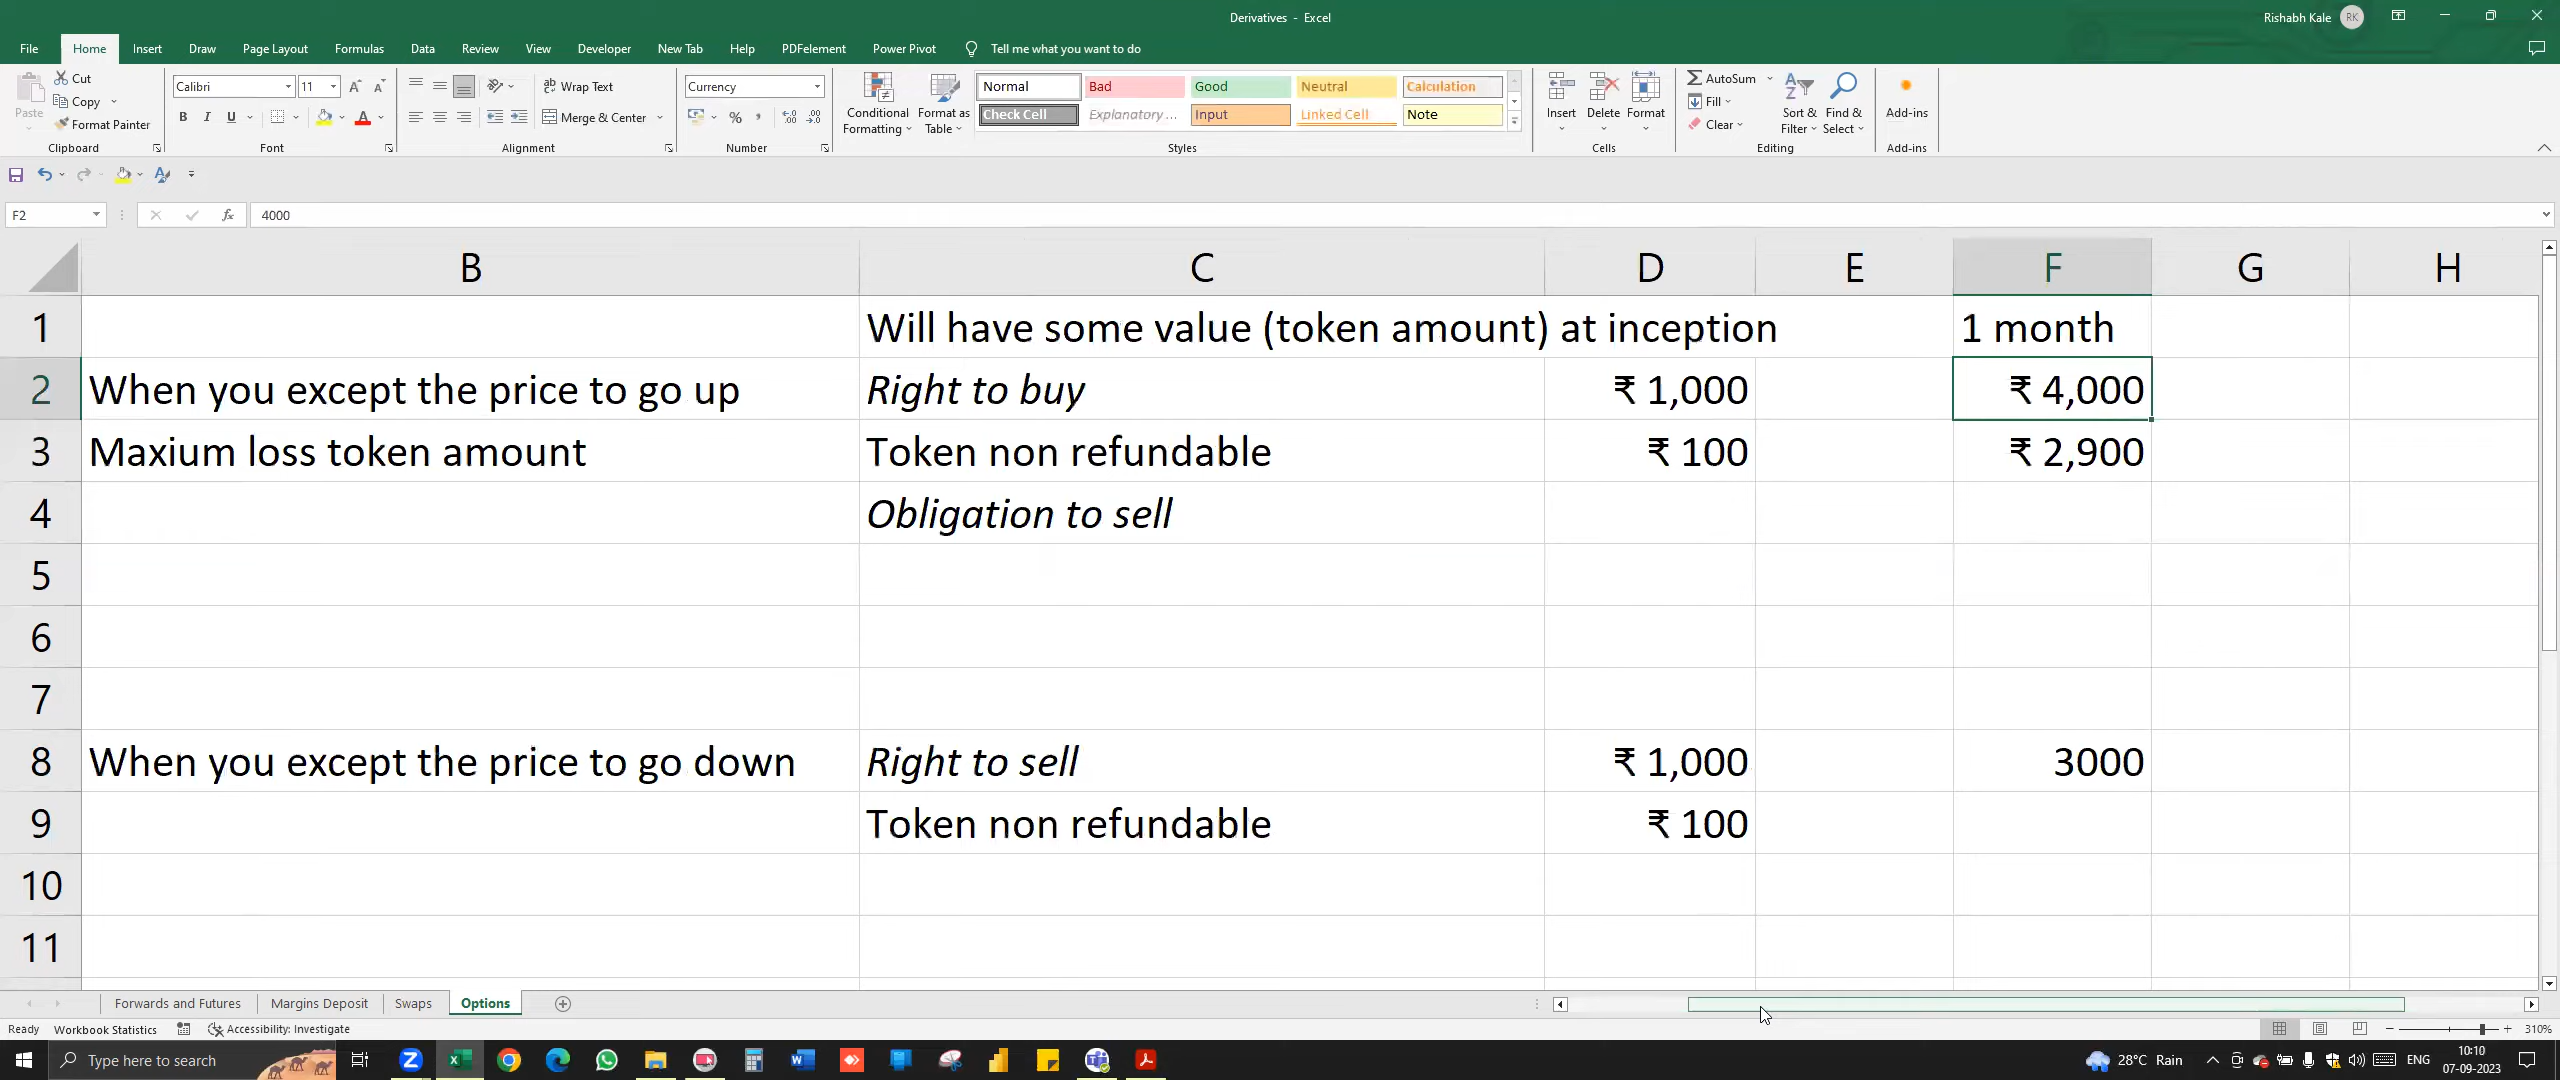 Derivatives - Excel
Rishabh Kale RK
File Home Insert Draw Page Layout Formulas Data Review View Developer New Tab Help PDFelement Power Pivot Tell me what you want to do
Paste
Cut
Copy
Format Painter
Clipboard
Calibri 11
B I U
Font
Wrap Text
Merge & Center
Alignment
Currency
Number
Conditional Formatting
Format as Table
Normal Bad Good Neutral Calculation
Check Cell Explanatory ... Input Linked Cell Note
Styles
Insert Delete Format
Cells
AutoSum
Fill
Clear
Sort & Filter
Find & Select
Editing
Add-ins
Add-ins
F2 fx 4000
B C D E F G H
1 Will have some value (token amount) at inception 1 month
2 When you except the price to go up Right to buy ₹ 1,000 ₹ 4,000
3 Maxium loss token amount Token non refundable ₹ 100 ₹ 2,900
4 Obligation to sell
5
6
7
8 When you except the price to go down Right to sell ₹ 1,000 3000
9 Token non refundable ₹ 100
10
11
Forwards and Futures Margins Deposit Swaps Options
Ready Workbook Statistics Accessibility: Investigate 310%
Type here to search
28°C Rain ENG 10:10
07-09-2023